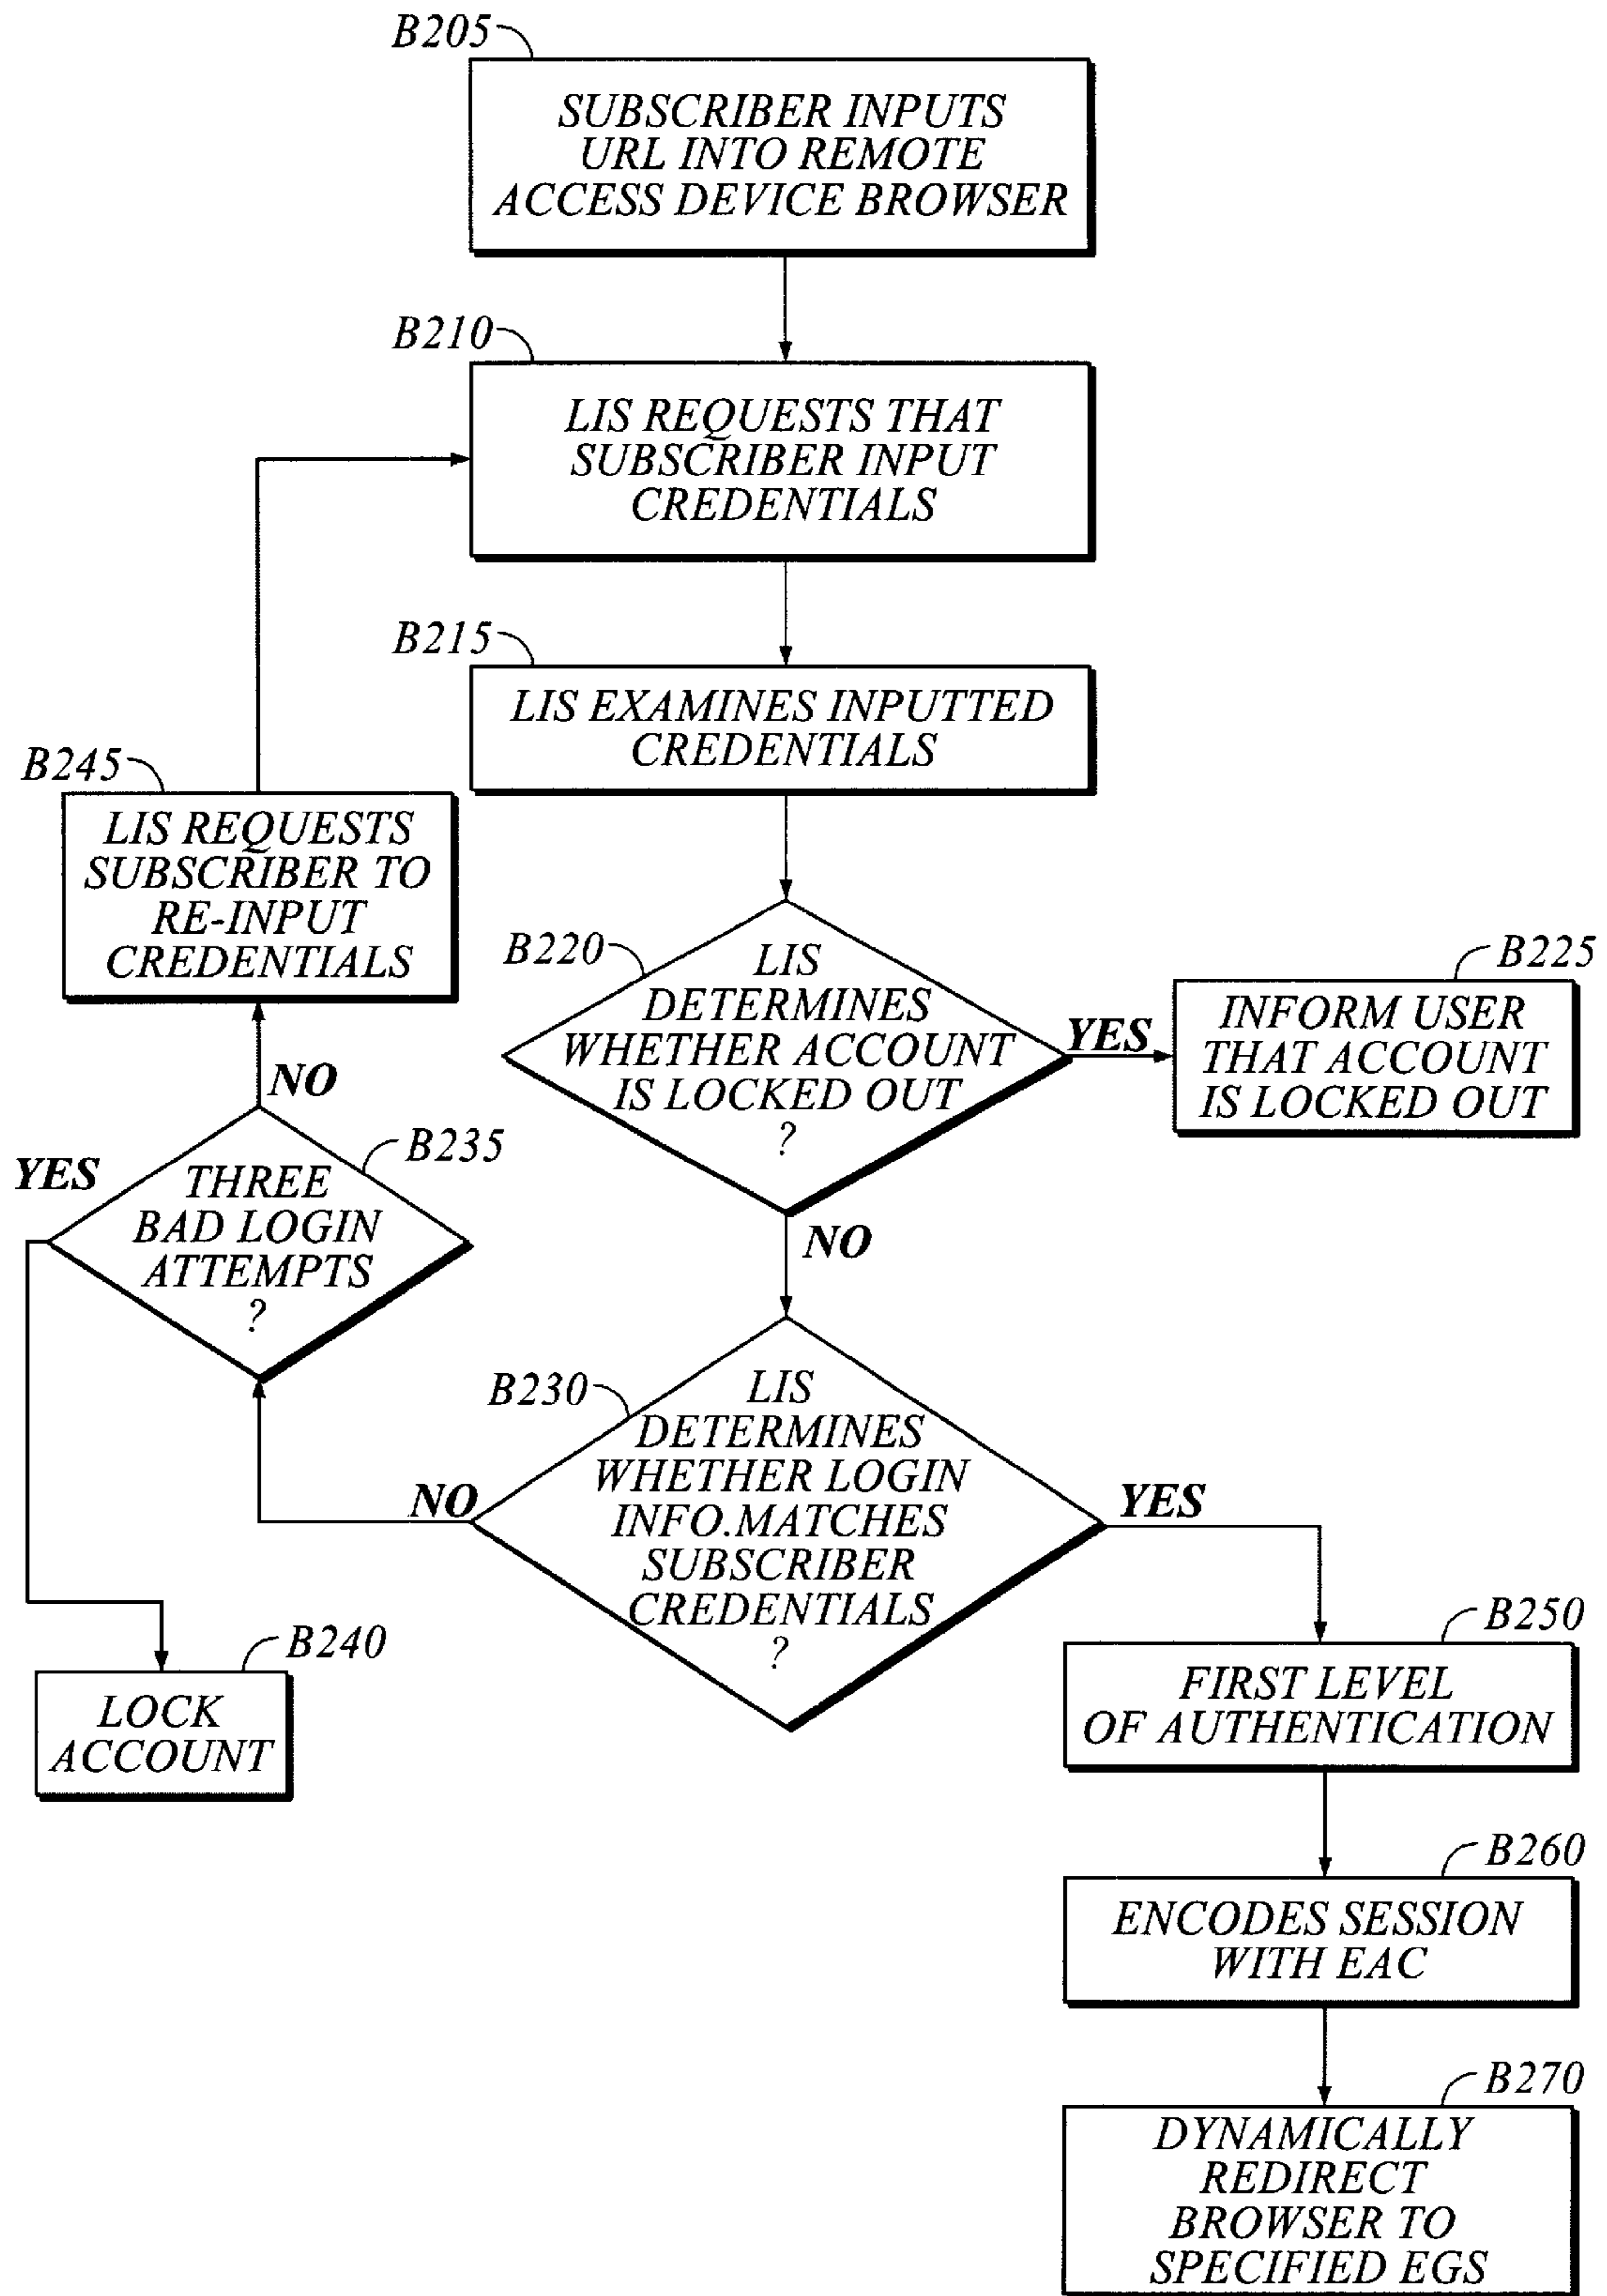 B205
SUBSCRIBER INPUTS
URL INTO REMOTE
ACCESS DEVICE BROWSER
B210
LIS REQUESTS THAT
SUBSCRIBER INPUT
CREDENTIALS
B215
LIS EXAMINES INPUTTED
CREDENTIALS
B245
LIS REQUESTS
SUBSCRIBER TO
RE-INPUT
CREDENTIALS
B220
LIS
DETERMINES
WHETHER ACCOUNT
IS LOCKED OUT
?
YES
B225
INFORM USER
THAT ACCOUNT
IS LOCKED OUT
NO
B235
YES
THREE
BAD LOGIN
ATTEMPTS
?
NO
B230
LIS
DETERMINES
WHETHER LOGIN
INFO.MATCHES
SUBSCRIBER
CREDENTIALS
?
NO
YES
B240
LOCK
ACCOUNT
B250
FIRST LEVEL
OF AUTHENTICATION
B260
ENCODES SESSION
WITH EAC
B270
DYNAMICALLY
REDIRECT
BROWSER TO
SPECIFIED EGS